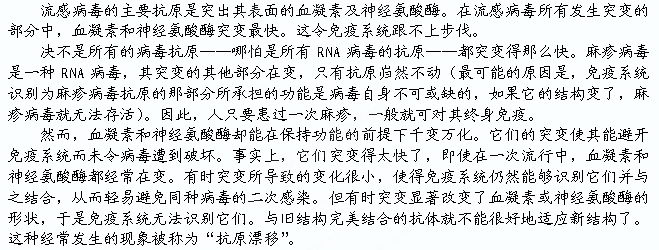 流感病毒的主要抗原是突出其表面的血凝素及神经氨酸酶。在流感病毒所有发生突变的
部分中，血凝素和神经氨酸酶突变最快。这令免疫系统跟不上步伐。
决不是所有的病毒抗原——哪怕是所有 RNA 病毒的抗原——都突变得那么快。麻疹病毒
是一种 RNA 病毒，其突变的其他部分在变，只有抗原岿然不动（最可能的原因是，免疫系统
识别为麻疹病毒抗原的那部分所承担的功能是病毒自身不可或缺的，如果它的结构变了，麻
疹病毒就无法存活）。因此，人只要患过一次麻疹，一般就可对其终身免疫。
然而，血凝素和神经氨酸酶却能在保持功能的前提下千变万化。它们的突变使其能避开
免疫系统而未令病毒遭到破坏。事实上，它们突变得太快了，即使在一次流行中，血凝素和
神经氨酸酶都经常在变。有时突变所导致的变化很小，使得免疫系统仍然能够识别它们并与
之结合，从而轻易避免同种病毒的二次感染。但有时突变显著改变了血凝素或神经氨酸酶的
形状，于是免疫系统无法识别它们。与旧结构完美结合的抗体就不能很好地适应新结构了。
这种经常发生的现象被称为“抗原漂移”。